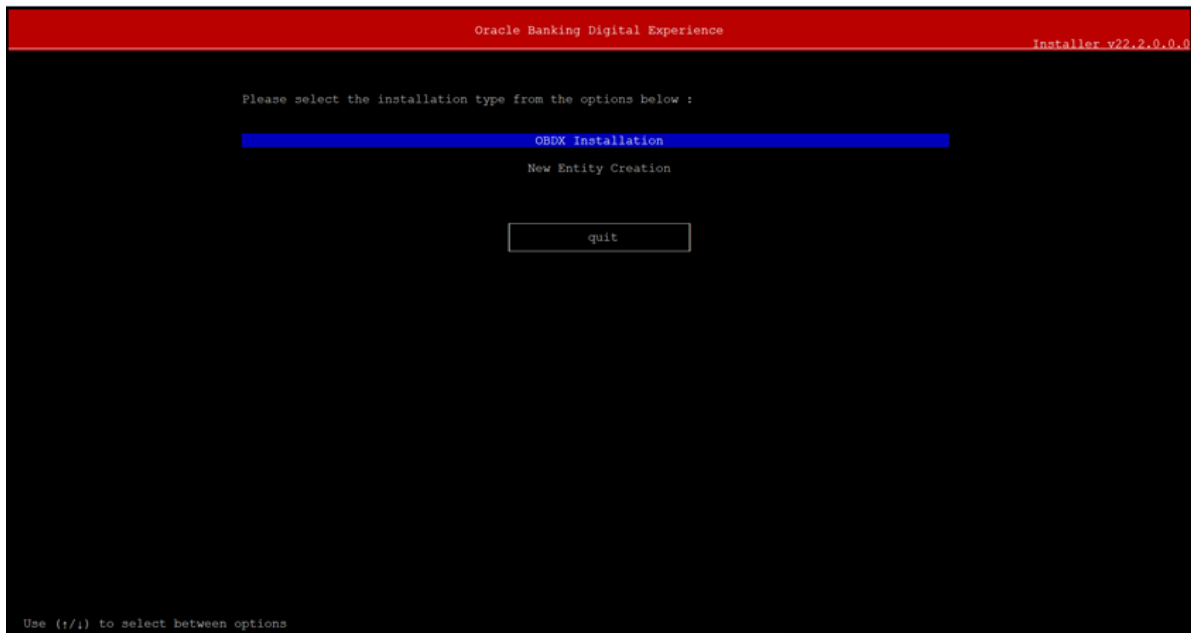 Oracle Banking Digital Experience
Installer v22.2.0.0.0
Please select the installation type from the options below :
OBDX Installation
New Entity Creation
quit
Use (↑/↓) to select between options